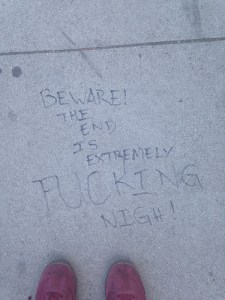 BEWARE!
THE
END
IS
EXTREMELY
FUCKING
NIGH!